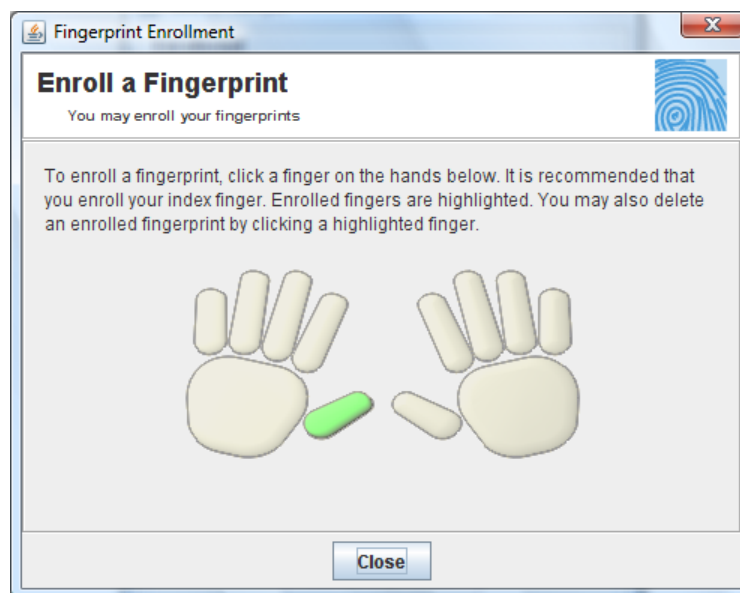 Fingerprint Enrollment
Enroll a Fingerprint
You may enroll your fingerprints
To enroll a fingerprint, click a finger on the hands below. It is recommended that
you enroll your index finger. Enrolled fingers are highlighted. You may also delete
an enrolled fingerprint by clicking a highlighted finger.
Close